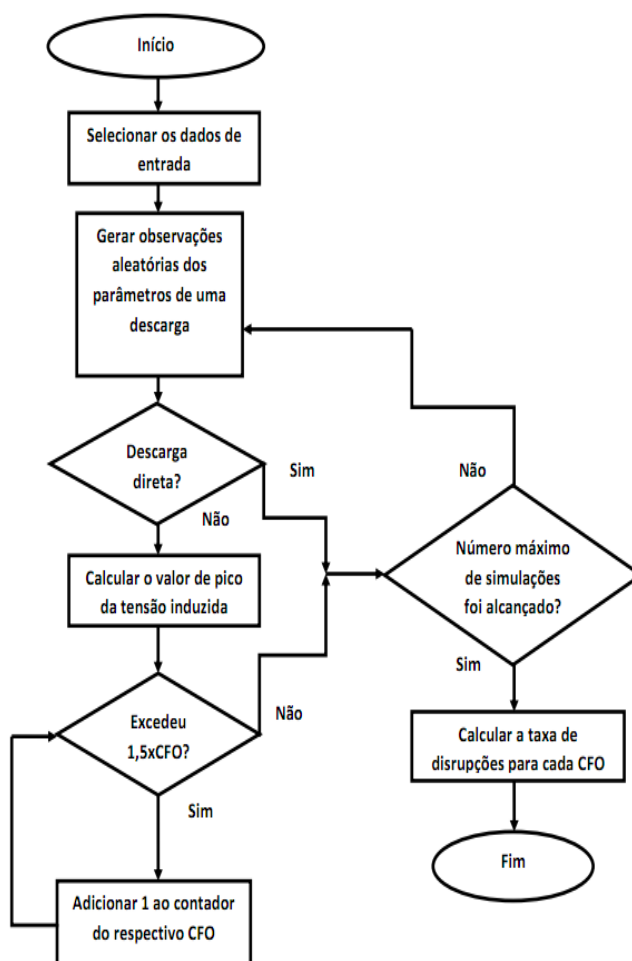 Início
Selecionar os dados de
entrada
Gerar observações
aleatórias dos
parâmetros de uma
descarga
Descarga
direta?
Sim
Não
Calcular o valor de pico
da tensão induzida
Excedeu
1,5xCFO?
Não
Sim
Adicionar 1 ao contador
do respectivo CFO
Não
Número máximo
de simulações
foi alcançado?
Sim
Calcular a taxa de
disrupções para cada CFO
Fim